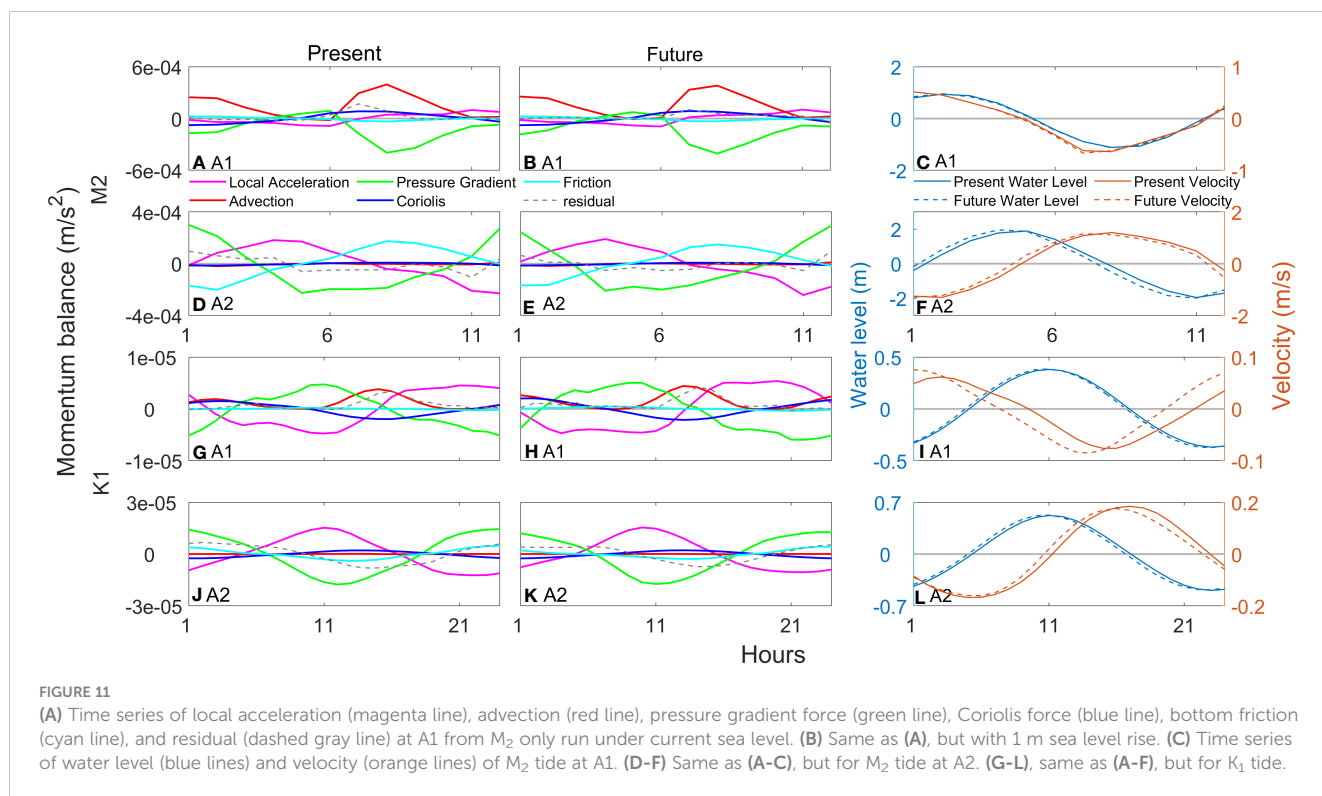 Present
Future
6e-04
0
-6e-04
A A1
B A1
2
0
-2
C A1
1
0
-1
M2
Local Acceleration
Pressure Gradient
Friction
Advection
Coriolis
residual
Present Water Level
Present Velocity
Future Water Level
Future Velocity
4e-04
0
-4e-04
D A2
E A2
1
6
11
1
6
11
2
0
-2
F A2
2
1
0
-1
-2
1
6
11
Momentum balance (m/s²)
Water level (m)
Velocity (m/s)
1e-05
0
-1e-05
G A1
H A1
0.5
0
-0.5
I A1
0.1
0
-0.1
K1
3e-05
0
-3e-05
J A2
K A2
1
11
21
1
11
21
0.7
0
-0.7
L A2
0.2
0
-0.2
1
11
21
Hours
FIGURE 11
(A) Time series of local acceleration (magenta line), advection (red line), pressure gradient force (green line), Coriolis force (blue line), bottom friction
(cyan line), and residual (dashed gray line) at A1 from M₂ only run under current sea level. (B) Same as (A), but with 1 m sea level rise. (C) Time series
of water level (blue lines) and velocity (orange lines) of M₂ tide at A1. (D-F) Same as (A-C), but for M₂ tide at A2. (G-L), same as (A-F), but for K₁ tide.